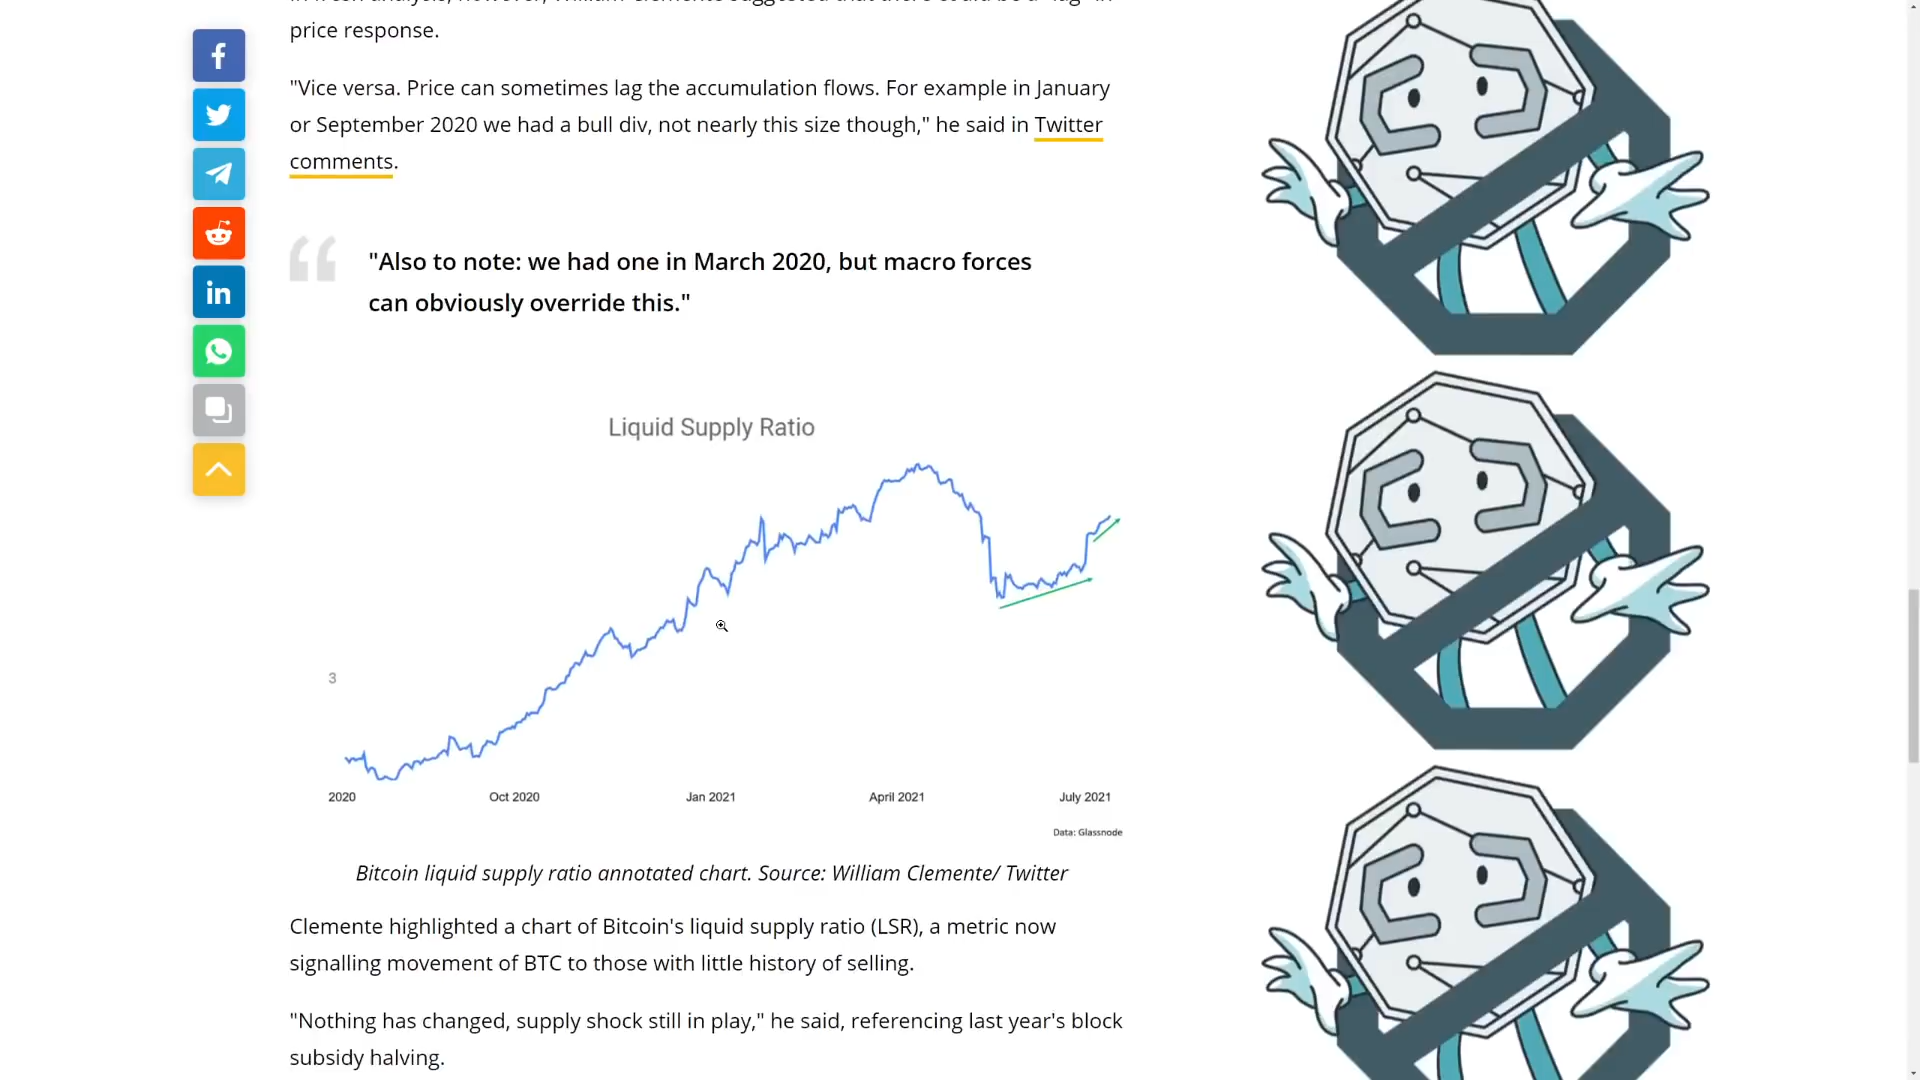 price response.
"Vice versa. Price can sometimes lag the accumulation flows. For example in January
or September 2020 we had a bull div, not nearly this size though," he said in Twitter
comments.
"Also to note: we had one in March 2020, but macro forces
can obviously override this."
Liquid Supply Ratio
3
2020 Oct 2020 Jan 2021 April 2021 July 2021
Data: Glassnode
Bitcoin liquid supply ratio annotated chart. Source: William Clemente/ Twitter
Clemente highlighted a chart of Bitcoin's liquid supply ratio (LSR), a metric now
signalling movement of BTC to those with little history of selling.
"Nothing has changed, supply shock still in play," he said, referencing last year's block
subsidy halving.